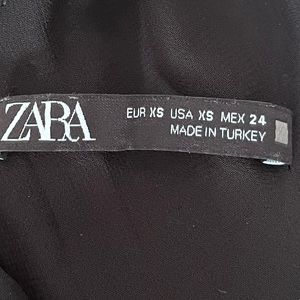 ZARA
EUR XS USA XS MEX 24
MADE IN TURKEY